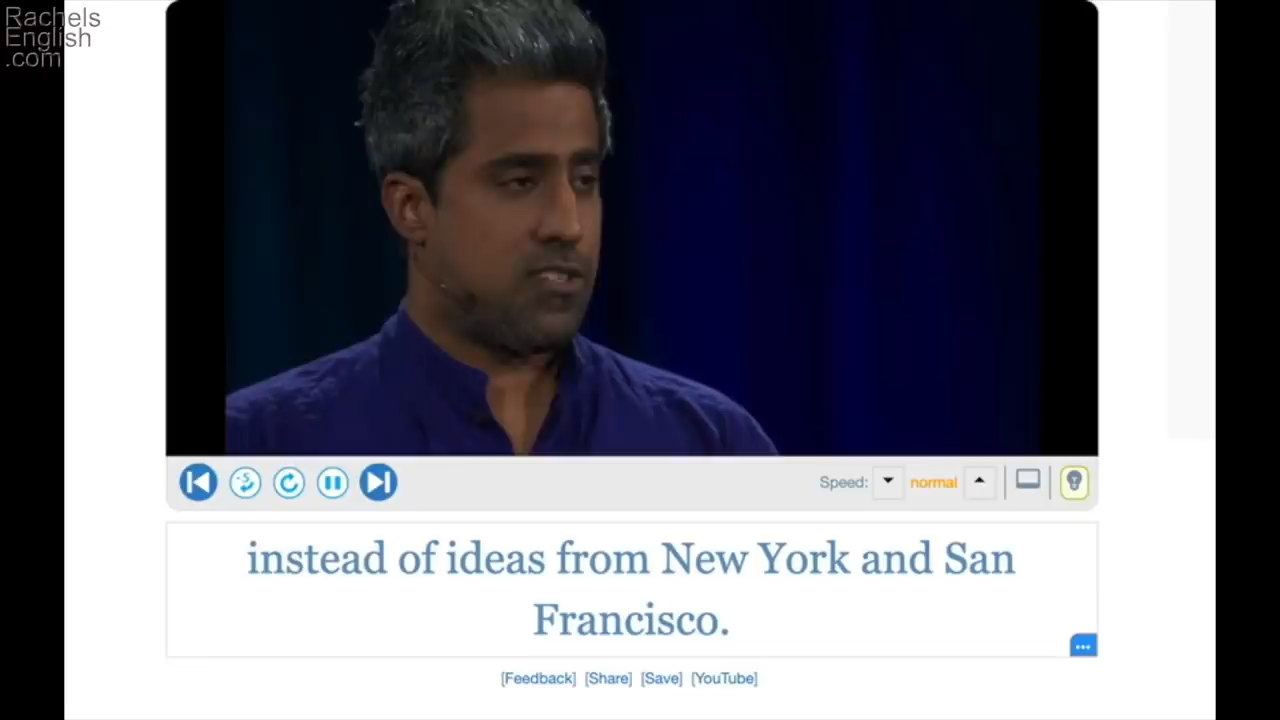 Rachels
English
.com
Speed:
normal
instead of ideas from New York and San
Francisco.
[Feedback] [Share] [Save] [YouTube]